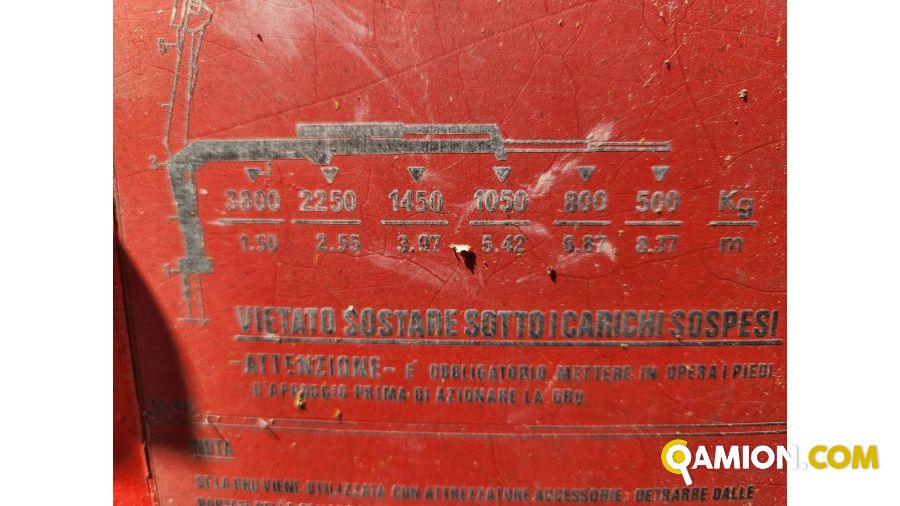 3800 2250 1450 1050 800 500 Kg
1.50 2.55 3.97 5.42 6.87 8.37 m
VIETATO SOSTARE SOTTO I CARICHI SOSPESI
-ATTENZIONE- E' OBBLIGATORIO METTERE IN OPERA I PIEDI
D'APPOGGIO PRIMA DI AZIONARE LA GRU
NOTA
SE LA GRU VIENE UTILIZZATA CON ATTREZZATURE ACCESSORIE, DETRARRE DALLE
QAMION.COM